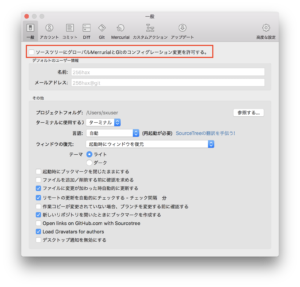 一般
一般 アカウント コミット 差分 Git Mercurial カスタムアクション アップデート 高度な設定
ソースツリーにグローバルMercurialとGitのコンフィグレーション変更を許可する。
デフォルトのユーザー情報
名前:
メールアドレス:
その他
プロジェクトフォルダ: 参照する...
ターミナルに使用する: ターミナル
言語: 自動 (再起動が必要) SourceTreeの翻訳を手伝う!
ウィンドウの復元: 起動時にウィンドウを復元
テーマ ライト
ダーク
起動時にブックマークを閉じたままにする
ファイルを追加/削除する前に確認を求める
ファイルに変更が加わった時自動的に更新する
リモートの更新を自動的にチェックする - チェック間隔 分
作業コピーが変更されていない場合、ブランチを変更する前に確認する
新しいリポジトリを開いたときにブックマークを作成する
Open links on GitHub.com with Sourcetree
Load Gravatars for authors
デスクトップ通知を無効にする